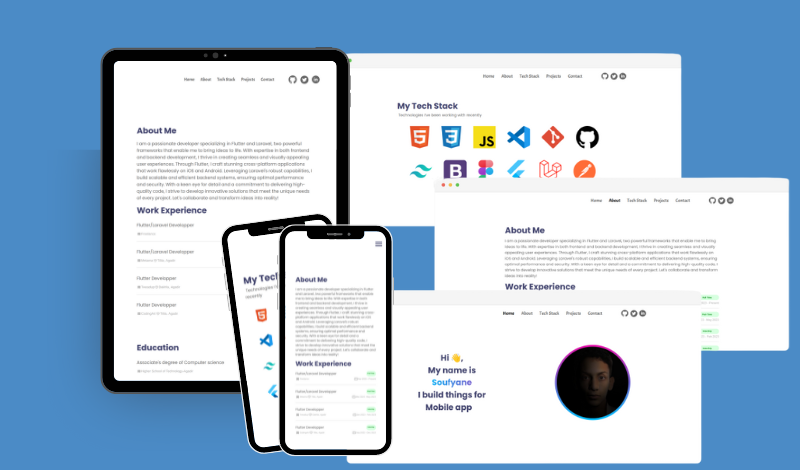 Home About Tech Stack Projects Contact
About Me
I am a passionate developer specializing in Flutter and Laravel, two powerful
frameworks that enable me to bring ideas to life. With expertise in both frontend
and backend development, I thrive in creating seamless and visually appealing
user experiences. Through Flutter, I craft stunning cross-platform applications
that work flawlessly on iOS and Android. Leveraging Laravel's robust capabilities, I
build scalable and efficient backend systems, ensuring optimal performance
and security. With a keen eye for detail and a commitment to delivering high-
quality code, I strive to develop innovative solutions that meet the unique needs
of every project. Let's collaborate and transform ideas into reality!
Work Experience
Flutter/Laravel Developper
Flutter/Laravel Developper
Flutter Developper
Flutter Developper
Education
Associate's degree of Computer science
Home About Tech Stack Projects Contact
My Tech Stack
Technologies I've been working with recently
JS
B
Home About Tech Stack Projects Contact
About Me
I am a passionate developer specializing in Flutter and Laravel, two powerful frameworks that enable me to bring
ideas to life. With expertise in both frontend and backend development, I thrive in creating seamless and visually
appealing user experiences. Through Flutter, I craft stunning cross-platform applications that work flawlessly on
iOS and Android. Leveraging Laravel's robust capabilities, I build scalable and efficient backend systems, ensuring
optimal performance and security. With a keen eye for detail and a commitment to delivering high-quality code, I
strive to develop innovative solutions that meet the unique needs of every project. Let's collaborate and transform
ideas into reality!
Work Experience
My Tech
Technologies
recently
About Me
Work Experience
Flutter/Laravel Developper
Flutter/Laravel Developper
Flutter Developper
Flutter Developper
Home About Tech Stack Projects Contact
Hi 👋,
My name is
Soufyane
I build things for
Mobile app